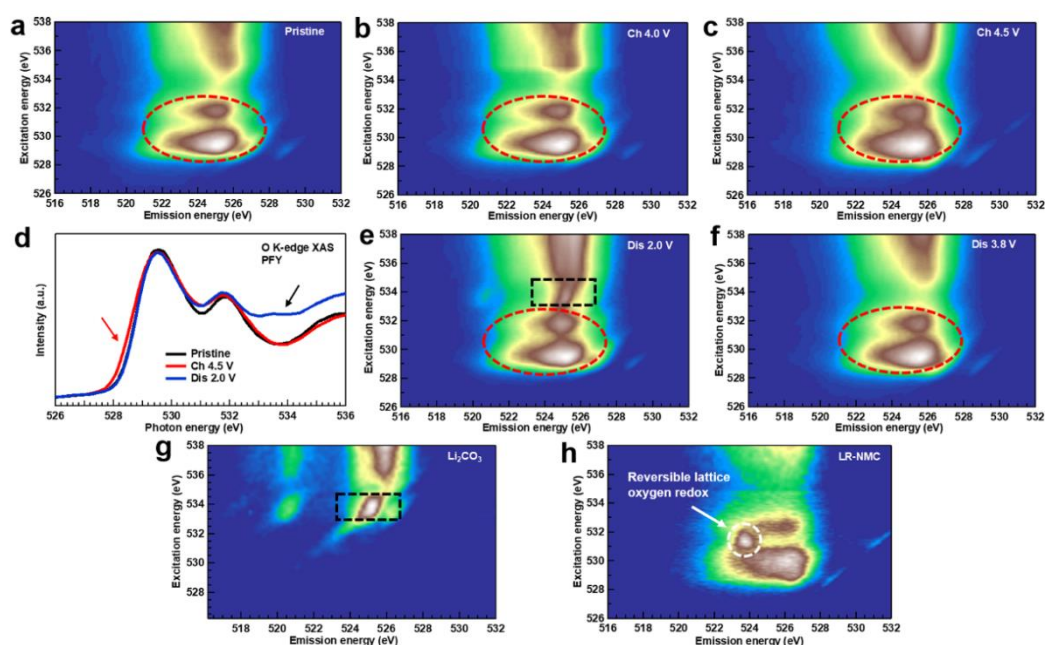 a
Pristine
Excitation energy (eV)
538
536
534
532
530
528
526
516 518 520 522 524 526 528 530 532
Emission energy (eV)
b
Ch 4.0 V
Excitation energy (eV)
538
536
534
532
530
528
526
516 518 520 522 524 526 528 530 532
Emission energy (eV)
c
Ch 4.5 V
Excitation energy (eV)
538
536
534
532
530
528
526
516 518 520 522 524 526 528 530 532
Emission energy (eV)
d
O K-edge XAS
PFY
Intensity (a.u.)
Pristine
Ch 4.5 V
Dis 2.0 V
526 528 530 532 534 536
Photon energy (eV)
e
Dis 2.0 V
Excitation energy (eV)
538
536
534
532
530
528
526
516 518 520 522 524 526 528 530 532
Emission energy (eV)
f
Dis 3.8 V
Excitation energy (eV)
538
536
534
532
530
528
526
516 518 520 522 524 526 528 530 532
Emission energy (eV)
g
Li₂CO₃
Excitation energy (eV)
538
536
534
532
530
528
518 520 522 524 526 528 530 532
Emission energy (eV)
h
LR-NMC
Reversible lattice
oxygen redox
Excitation energy (eV)
538
536
534
532
530
528
526
516 518 520 522 524 526 528 530 532
Emission energy (eV)